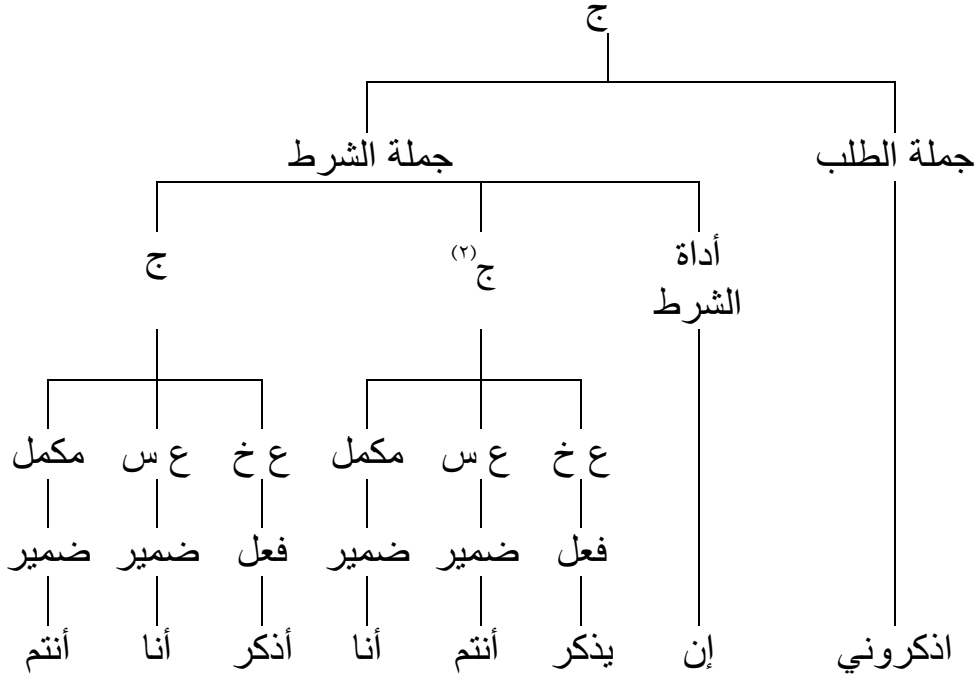 ج
جملة الطلب جملة الشرط
أداة الشرط ج(٢) ج
ع خ ع س مكمل ع خ ع س مكمل
فعل ضمير ضمير فعل ضمير ضمير
اذكروني إن يذكر أنتم أنا أذكر أنا أنتم